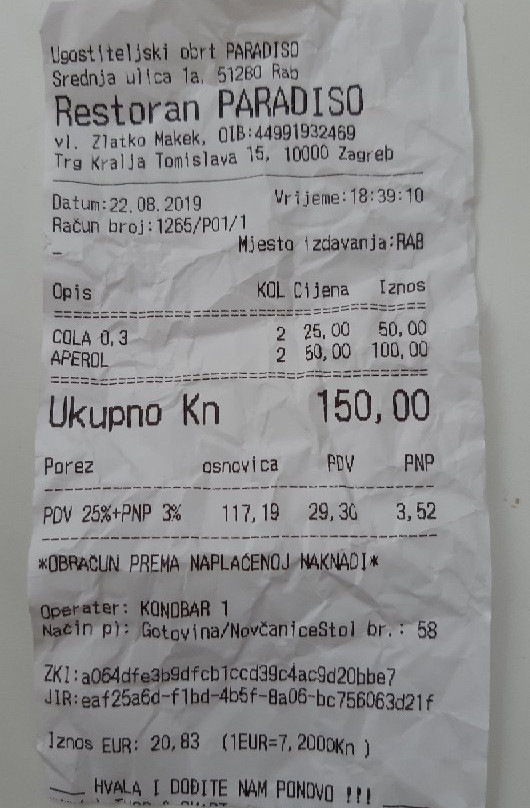 Ugostiteljski obrt PARADISO
Srednja ulica 1a, 51280 Rab
Restoran PARADISO
vl. Zlatko Makek, OIB:44991932469
Trg Kralja Tomislava 15, 10000 Zagreb
Datum:22.08.2019 Vrijeme:18:39:10
Račun broj:1265/P01/1
Mjesto izdavanja:RAB
Opis KOL Cijena Iznos
COLA 0,3 2 25,00 50,00
APEROL 2 50,00 100,00
Ukupno Kn 150,00
Porez osnovica PDV PNP
PDV 25%+PNP 3% 117,19 29,30 3,52
*OBRAČUN PREMA NAPLAĆENOJ NAKNADI*
Operater: KONOBAR 1
Način pl: Gotovina/NovčaniceStol br.: 58
ZKI:a064dfe3b9dfcb1ccd39c4ac9d20bbe7
JIR:eaf25a6d-f1bd-4b5f-8a06-bc756063d21f
Iznos EUR: 20,83 (1EUR=7,2000Kn )
HVALA I DOĐITE NAM PONOVO !!!